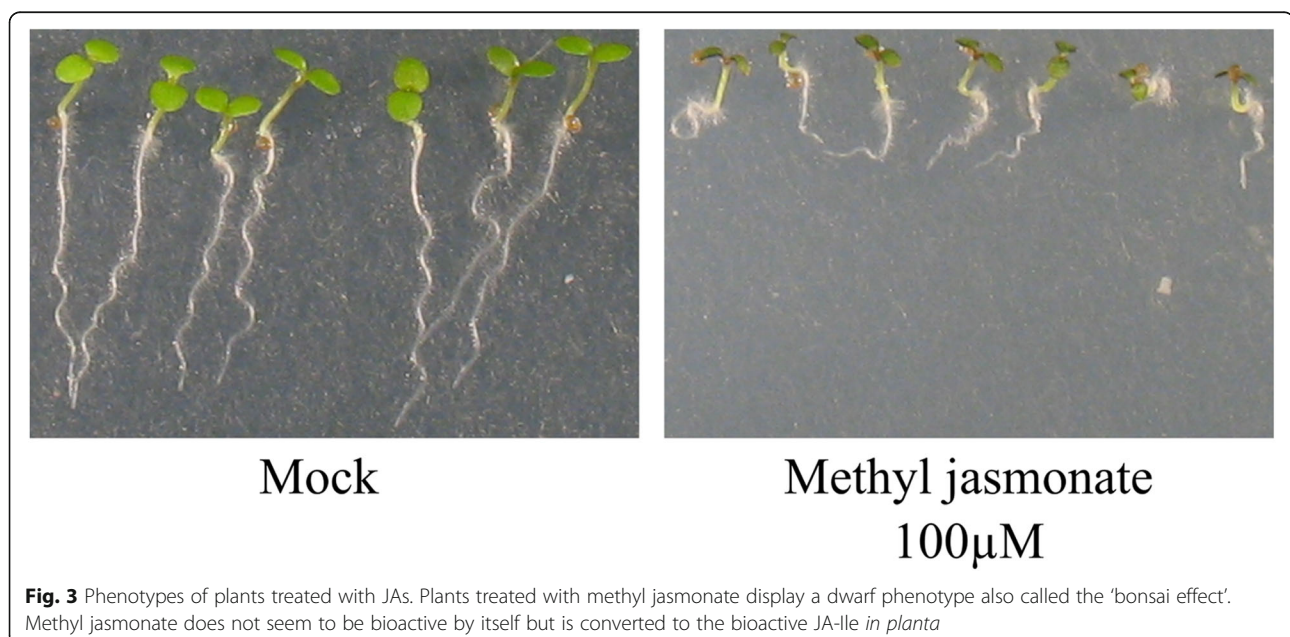 Mock
Methyl jasmonate
100µM
Fig. 3 Phenotypes of plants treated with JAs. Plants treated with methyl jasmonate display a dwarf phenotype also called the ‘bonsai effect’.
Methyl jasmonate does not seem to be bioactive by itself but is converted to the bioactive JA-Ile in planta